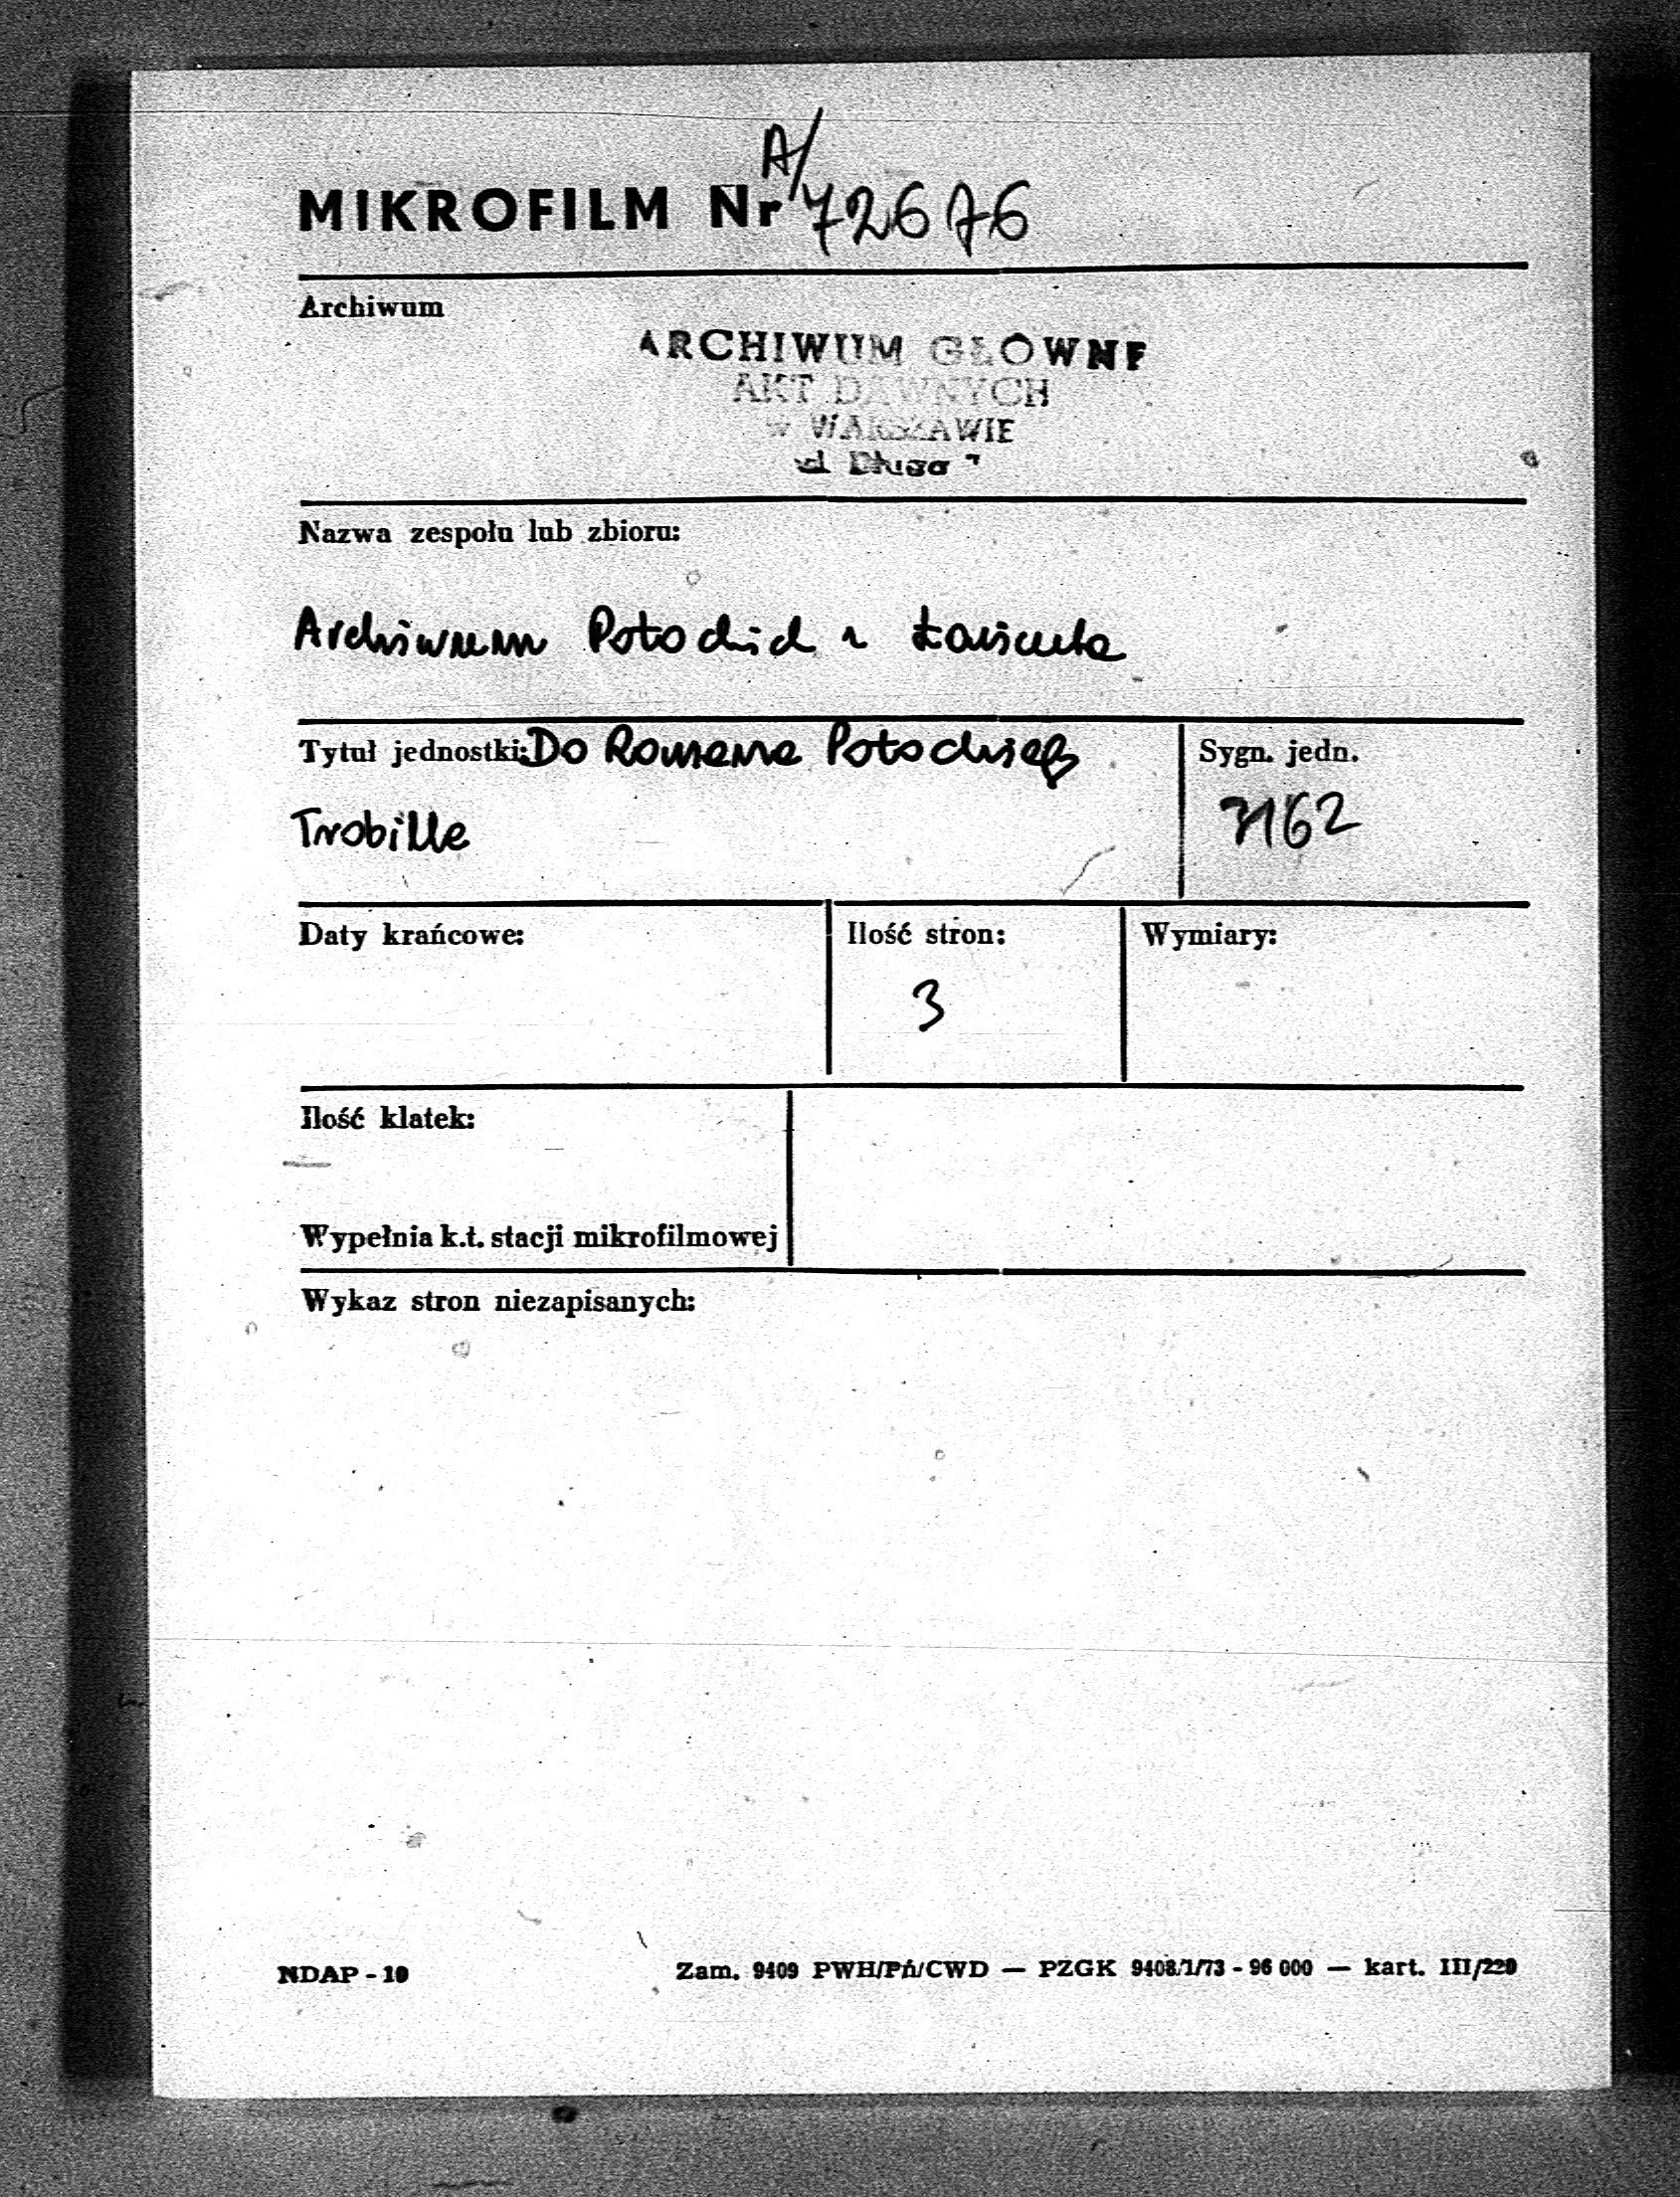 MIKROFILM Nr A/72676
Archiwum
ARCHIWUM GŁÓWNE
AKT DAWNYCH
w WARSZAWIE
ul Długa 7
Nazwa zespołu lub zbioru:
Archiwum Potockich z Łańcuta
Tytuł jednostki: Do Romana Potockiego
Sygn. jedn.
Trobille
7162
Daty krańcowe:
Ilość stron:
Wymiary:
3
Ilość klatek:
Wypełnia k.t. stacji mikrofilmowej
Wykaz stron niezapisanych:
NDAP - 10
Zam. 9409 PWH/Pń/CWD — PZGK 9408/1/73 - 96 000 — kart. III/220